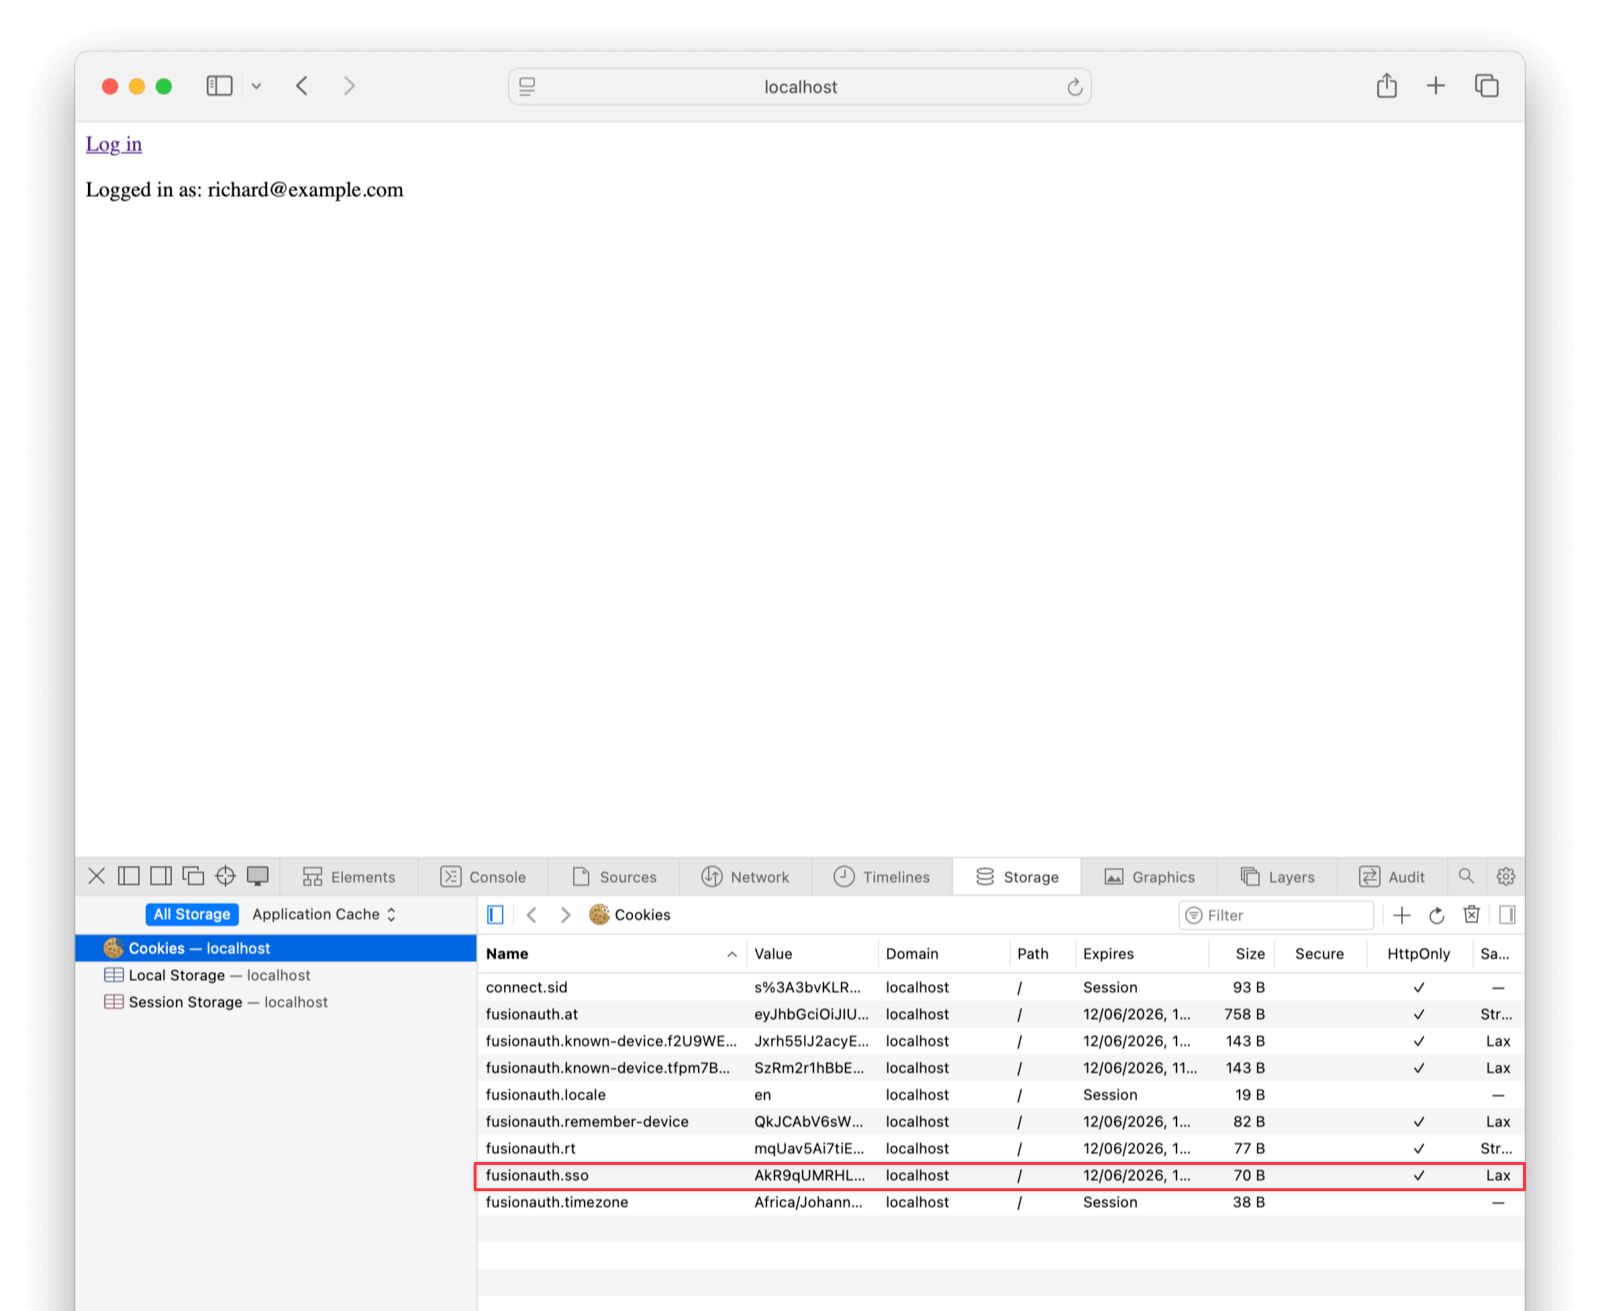 localhost
Log in
Logged in as: richard@example.com
Elements Console Sources Network Timelines Storage Graphics Layers Audit
All Storage Application Cache Cookies Filter
Cookies — localhost
Local Storage — localhost
Session Storage — localhost
Name Value Domain Path Expires Size Secure HttpOnly Sa...
connect.sid s%3A3bvKLR... localhost / Session 93 B ✓ —
fusionauth.at eyJhbGciOiJIU... localhost / 12/06/2026, 1... 758 B ✓ Str...
fusionauth.known-device.f2U9WE... Jxrh55lJ2acyE... localhost / 12/06/2026, 1... 143 B ✓ Lax
fusionauth.known-device.tfpm7B... SzRm2r1hBbE... localhost / 12/06/2026, 11... 143 B ✓ Lax
fusionauth.locale en localhost / Session 19 B —
fusionauth.remember-device QkJCAbV6sW... localhost / 12/06/2026, 1... 82 B ✓ Lax
fusionauth.rt mqUav5Ai7tiE... localhost / 12/06/2026, 1... 77 B ✓ Str...
fusionauth.sso AkR9qUMRHL... localhost / 12/06/2026, 1... 70 B ✓ Lax
fusionauth.timezone Africa/Johann... localhost / Session 38 B —